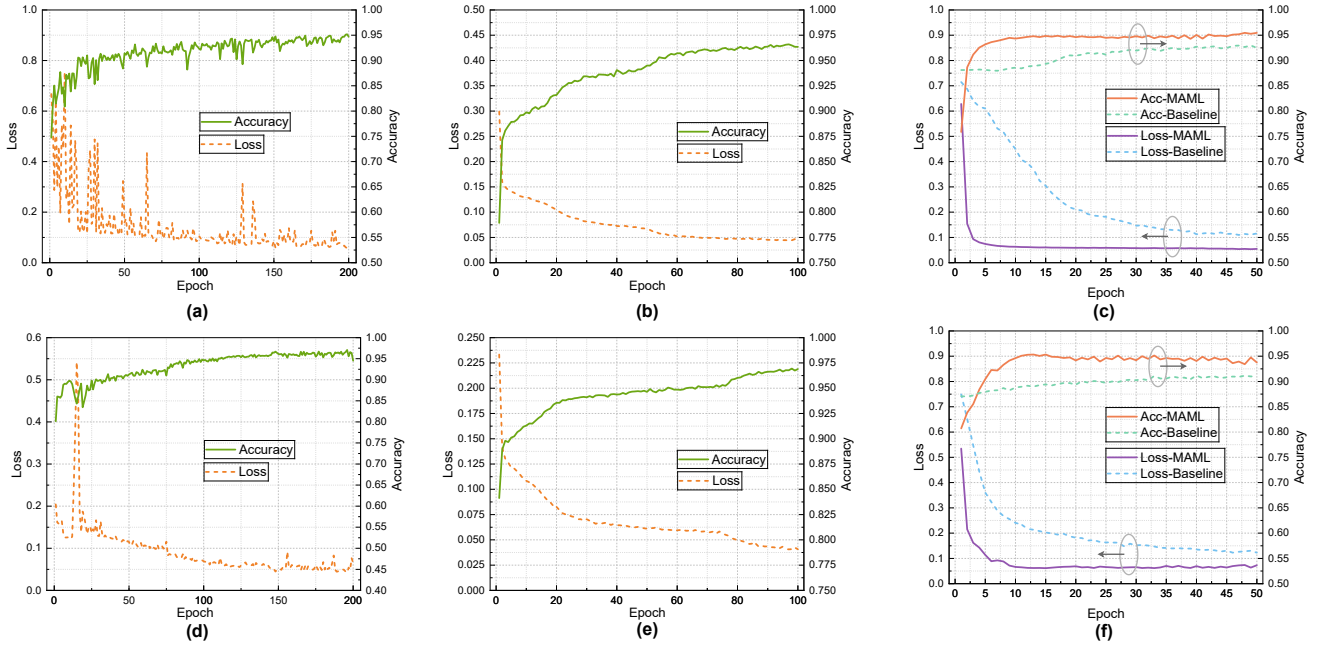 1.0
0.8
0.6
0.4
0.2
0.0
Loss
Accuracy
Loss
1.00
0.95
0.90
0.85
0.80
0.75
0.70
0.65
0.60
0.55
0.50
Accuracy
0 50 100 150 200
Epoch
(a)
0.50
0.45
0.40
0.35
0.30
0.25
0.20
0.15
0.10
0.05
0.00
Loss
Accuracy
Loss
1.000
0.975
0.950
0.925
0.900
0.875
0.850
0.825
0.800
0.775
0.750
Accuracy
0 20 40 60 80 100
Epoch
(b)
1.0
0.9
0.8
0.7
0.6
0.5
0.4
0.3
0.2
0.1
0.0
Loss
Acc-MAML
Acc-Baseline
Loss-MAML
Loss-Baseline
1.00
0.95
0.90
0.85
0.80
0.75
0.70
0.65
0.60
0.55
0.50
Accuracy
0 5 10 15 20 25 30 35 40 45 50
Epoch
(c)
0.6
0.5
0.4
0.3
0.2
0.1
0.0
Loss
Accuracy
Loss
1.00
0.95
0.90
0.85
0.80
0.75
0.70
0.65
0.60
0.55
0.50
0.45
0.40
Accuracy
0 50 100 150 200
Epoch
(d)
0.250
0.225
0.200
0.175
0.150
0.125
0.100
0.075
0.050
0.025
0.000
Loss
Accuracy
Loss
1.000
0.975
0.950
0.925
0.900
0.875
0.850
0.825
0.800
0.775
0.750
Accuracy
0 20 40 60 80 100
Epoch
(e)
1.0
0.9
0.8
0.7
0.6
0.5
0.4
0.3
0.2
0.1
0.0
Loss
Acc-MAML
Acc-Baseline
Loss-MAML
Loss-Baseline
1.00
0.95
0.90
0.85
0.80
0.75
0.70
0.65
0.60
0.55
0.50
Accuracy
0 5 10 15 20 25 30 35 40 45 50
Epoch
(f)